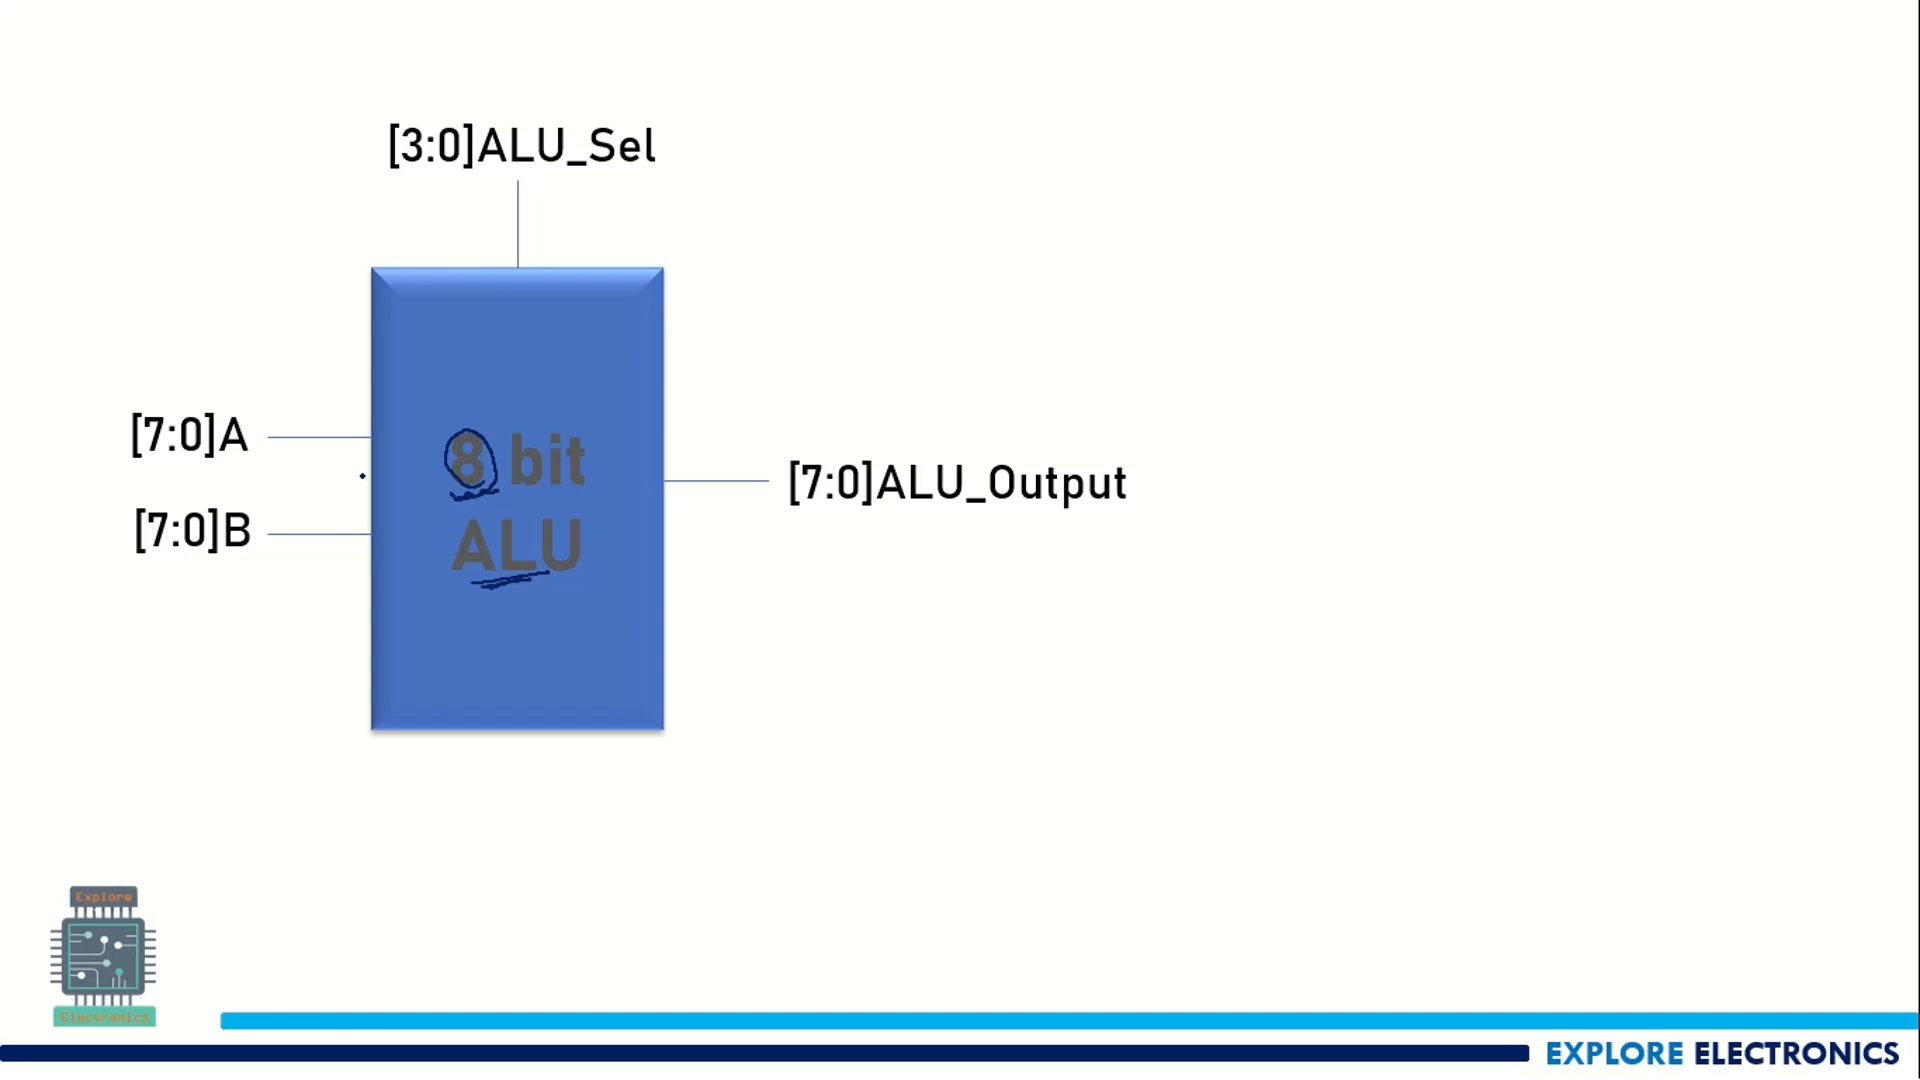 [3:0]ALU_Sel
[7:0]A
[7:0]B
8 bit
ALU
[7:0]ALU_Output
Explore
Electronics
EXPLORE ELECTRONICS